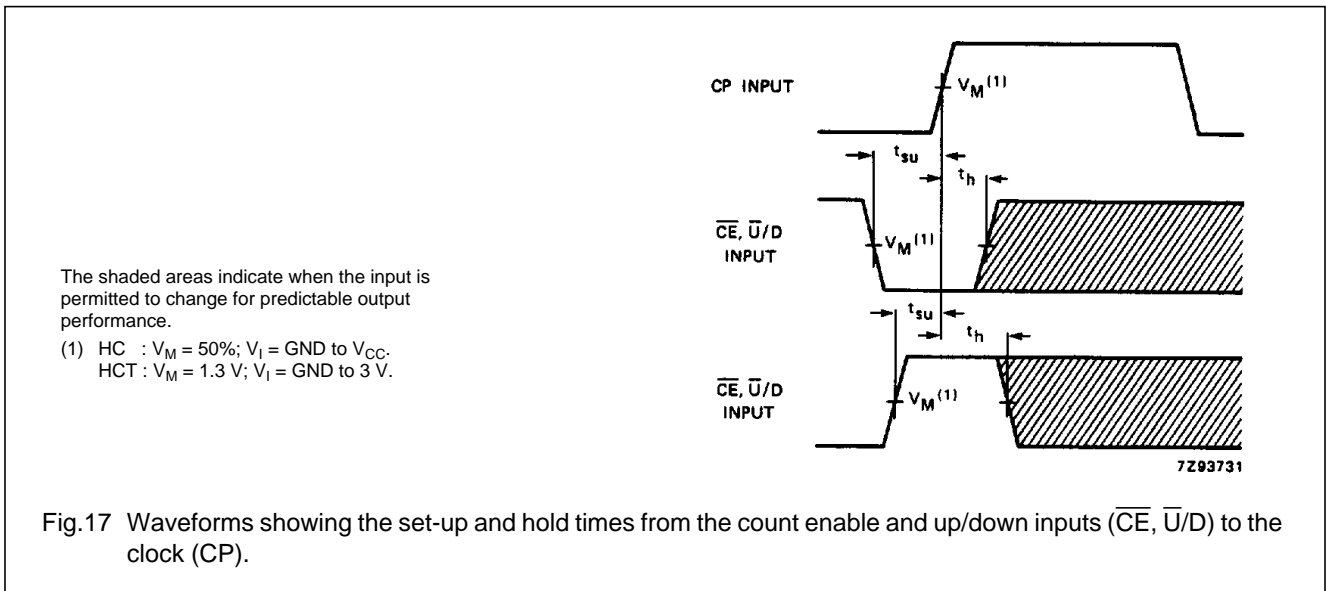 CP INPUT
V_M(1)
t_su
t_h
C̅E̅, U̅/D
INPUT
V_M(1)
The shaded areas indicate when the input is
permitted to change for predictable output
performance.
(1) HC : V_M = 50%; V_I = GND to V_CC.
HCT : V_M = 1.3 V; V_I = GND to 3 V.
t_su
t_h
C̅E̅, U̅/D
INPUT
V_M(1)
7Z93731
Fig.17 Waveforms showing the set-up and hold times from the count enable and up/down inputs (C̅E̅, U̅/D) to the
clock (CP).